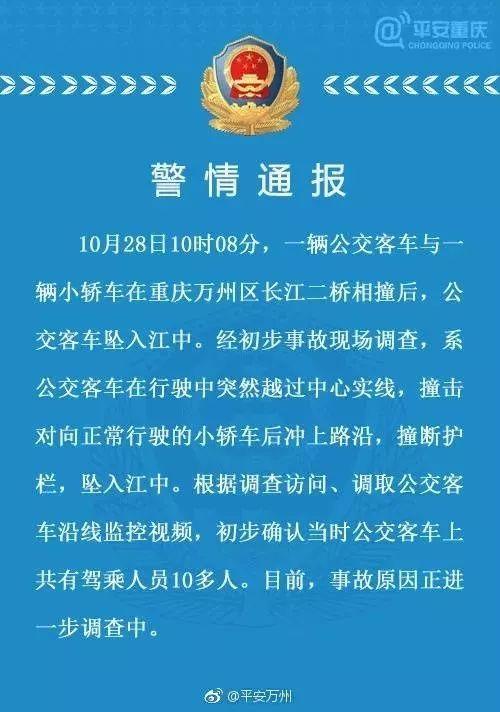 平安重庆
CHONGQING POLICE
警情通报
10月28日10时08分，一辆公交客车与一
辆小轿车在重庆万州区长江二桥相撞后，公
交客车坠入江中。经初步事故现场调查，系
公交客车在行驶中突然越过中心实线，撞击
对向正常行驶的小轿车后冲上路沿，撞断护
栏，坠入江中。根据调查访问、调取公交客
车沿线监控视频，初步确认当时公交客车上
共有驾乘人员10多人。目前，事故原因正进
一步调查中。
@平安万州